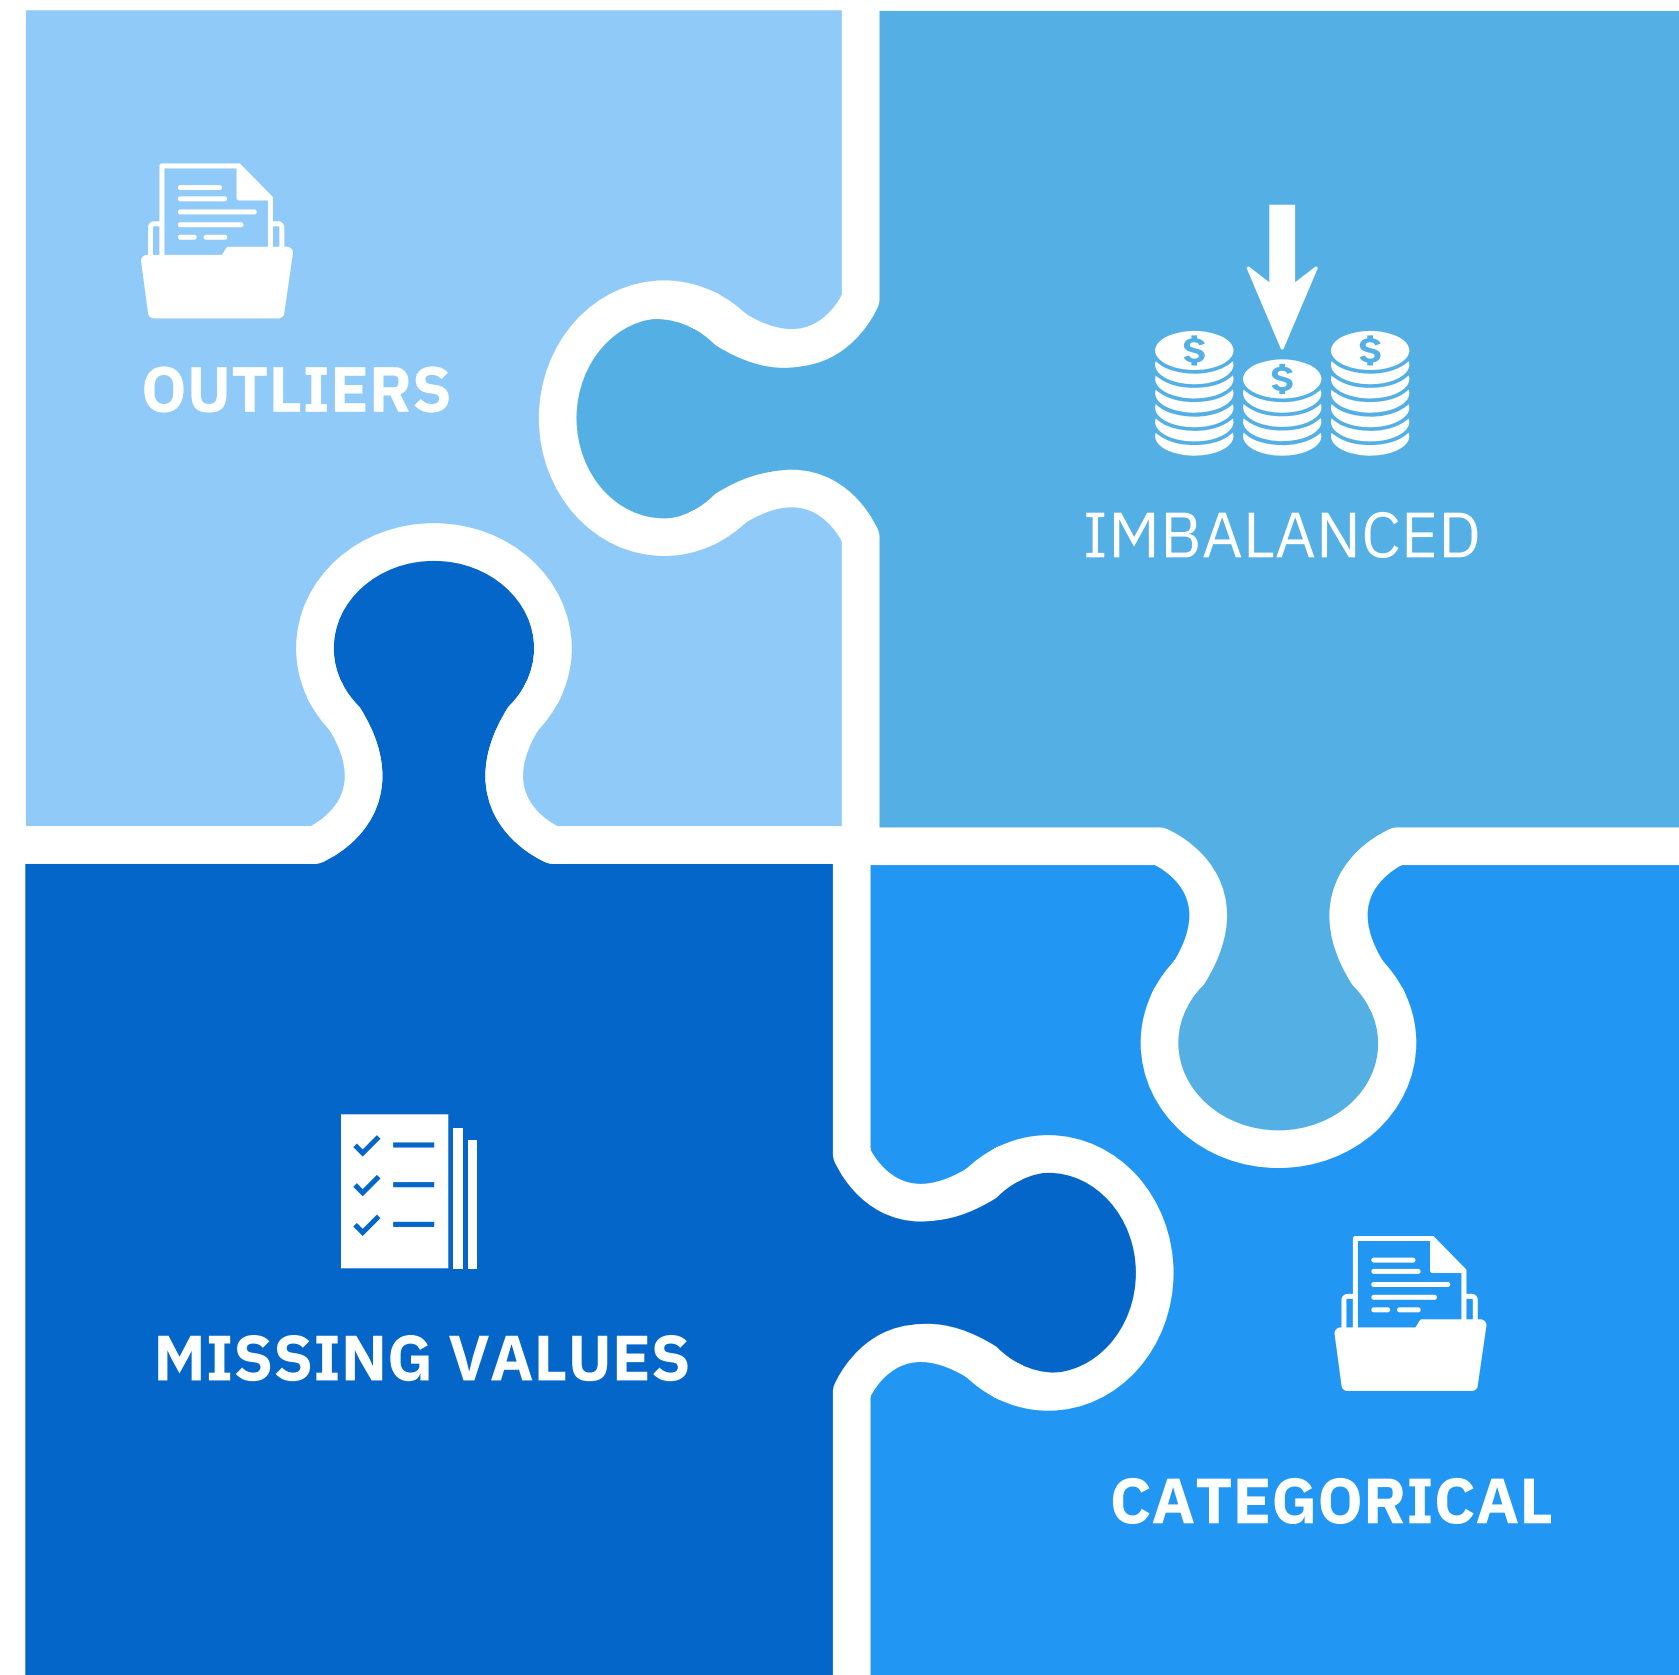 OUTLIERS
$ $ $
IMBALANCED
MISSING VALUES
CATEGORICAL